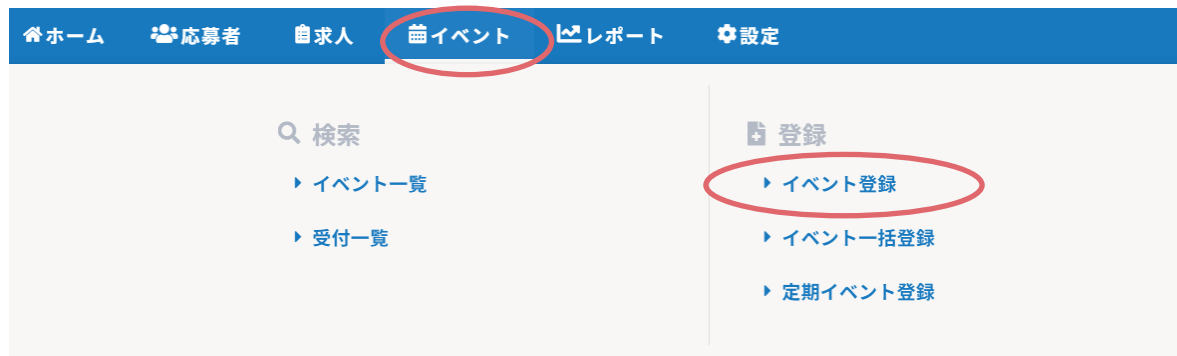 ホーム 応募者 求人 イベント レポート 設定
検索
イベント一覧
受付一覧
登録
イベント登録
イベント一括登録
定期イベント登録